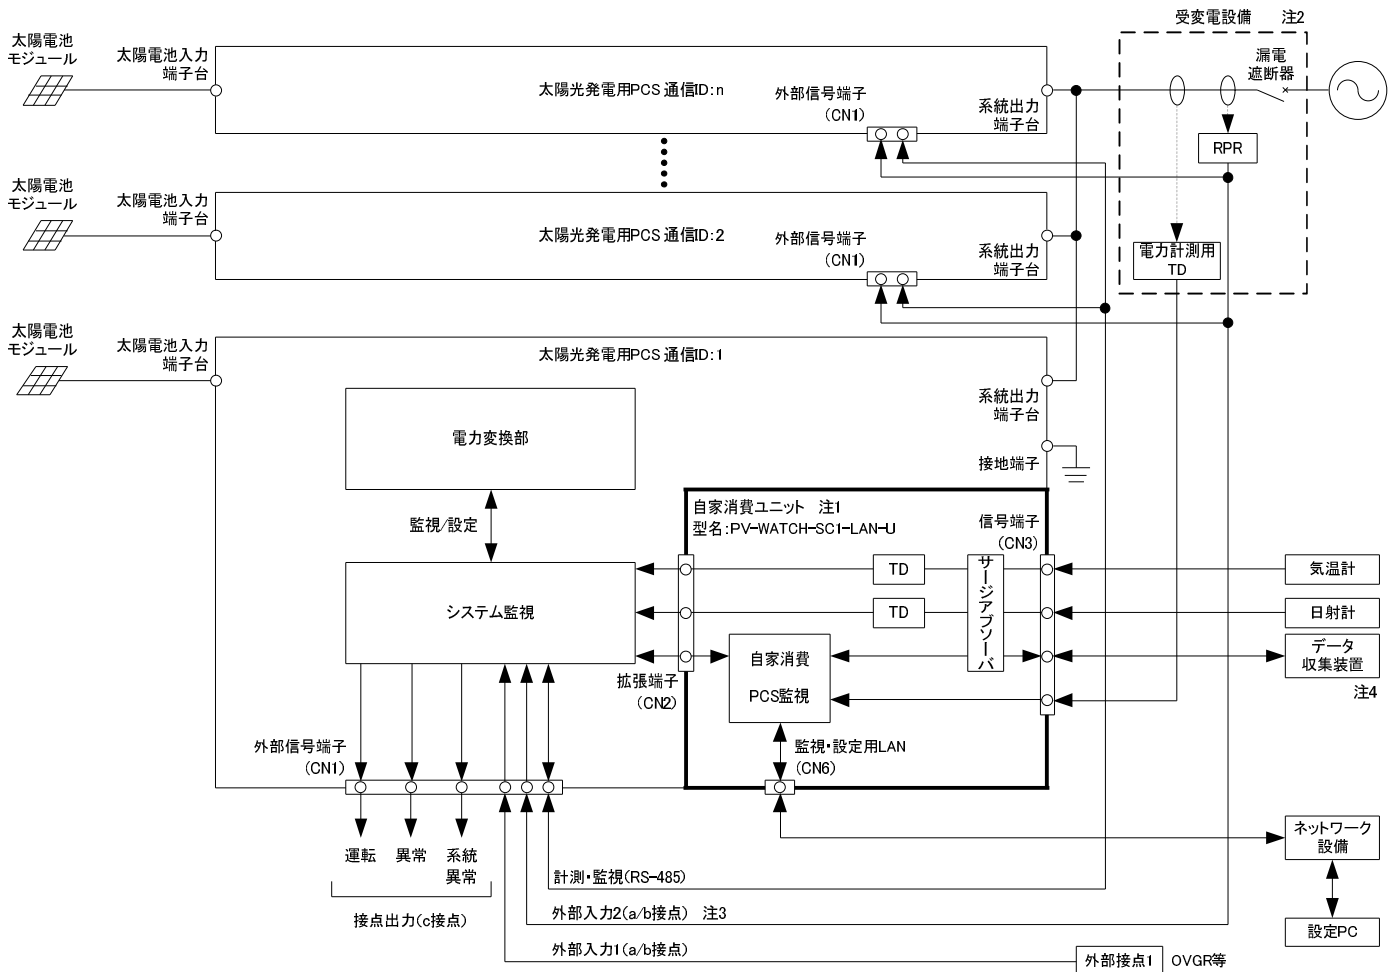 受変電設備　注2
太陽電池
モジュール
太陽電池入力
端子台
太陽光発電用PCS 通信ID:n
外部信号端子
(CN1)
系統出力
端子台
漏電
遮断器
RPR
太陽電池
モジュール
太陽電池入力
端子台
太陽光発電用PCS 通信ID:2
外部信号端子
(CN1)
系統出力
端子台
電力計測用
TD
太陽電池
モジュール
太陽電池入力
端子台
太陽光発電用PCS 通信ID:1
系統出力
端子台
電力変換部
接地端子
監視/設定
自家消費ユニット　注1
型名:PV-WATCH-SC1-LAN-U
信号端子
(CN3)
システム監視
TD
TD
サージアブソーバ
気温計
日射計
データ
収集装置
注4
自家消費
PCS監視
拡張端子
(CN2)
監視・設定用LAN
(CN6)
外部信号端子
(CN1)
運転
異常
系統
異常
接点出力(c接点)
計測・監視(RS-485)
外部入力2(a/b接点)　注3
外部入力1(a/b接点)
外部接点1
OVGR等
ネットワーク
設備
設定PC